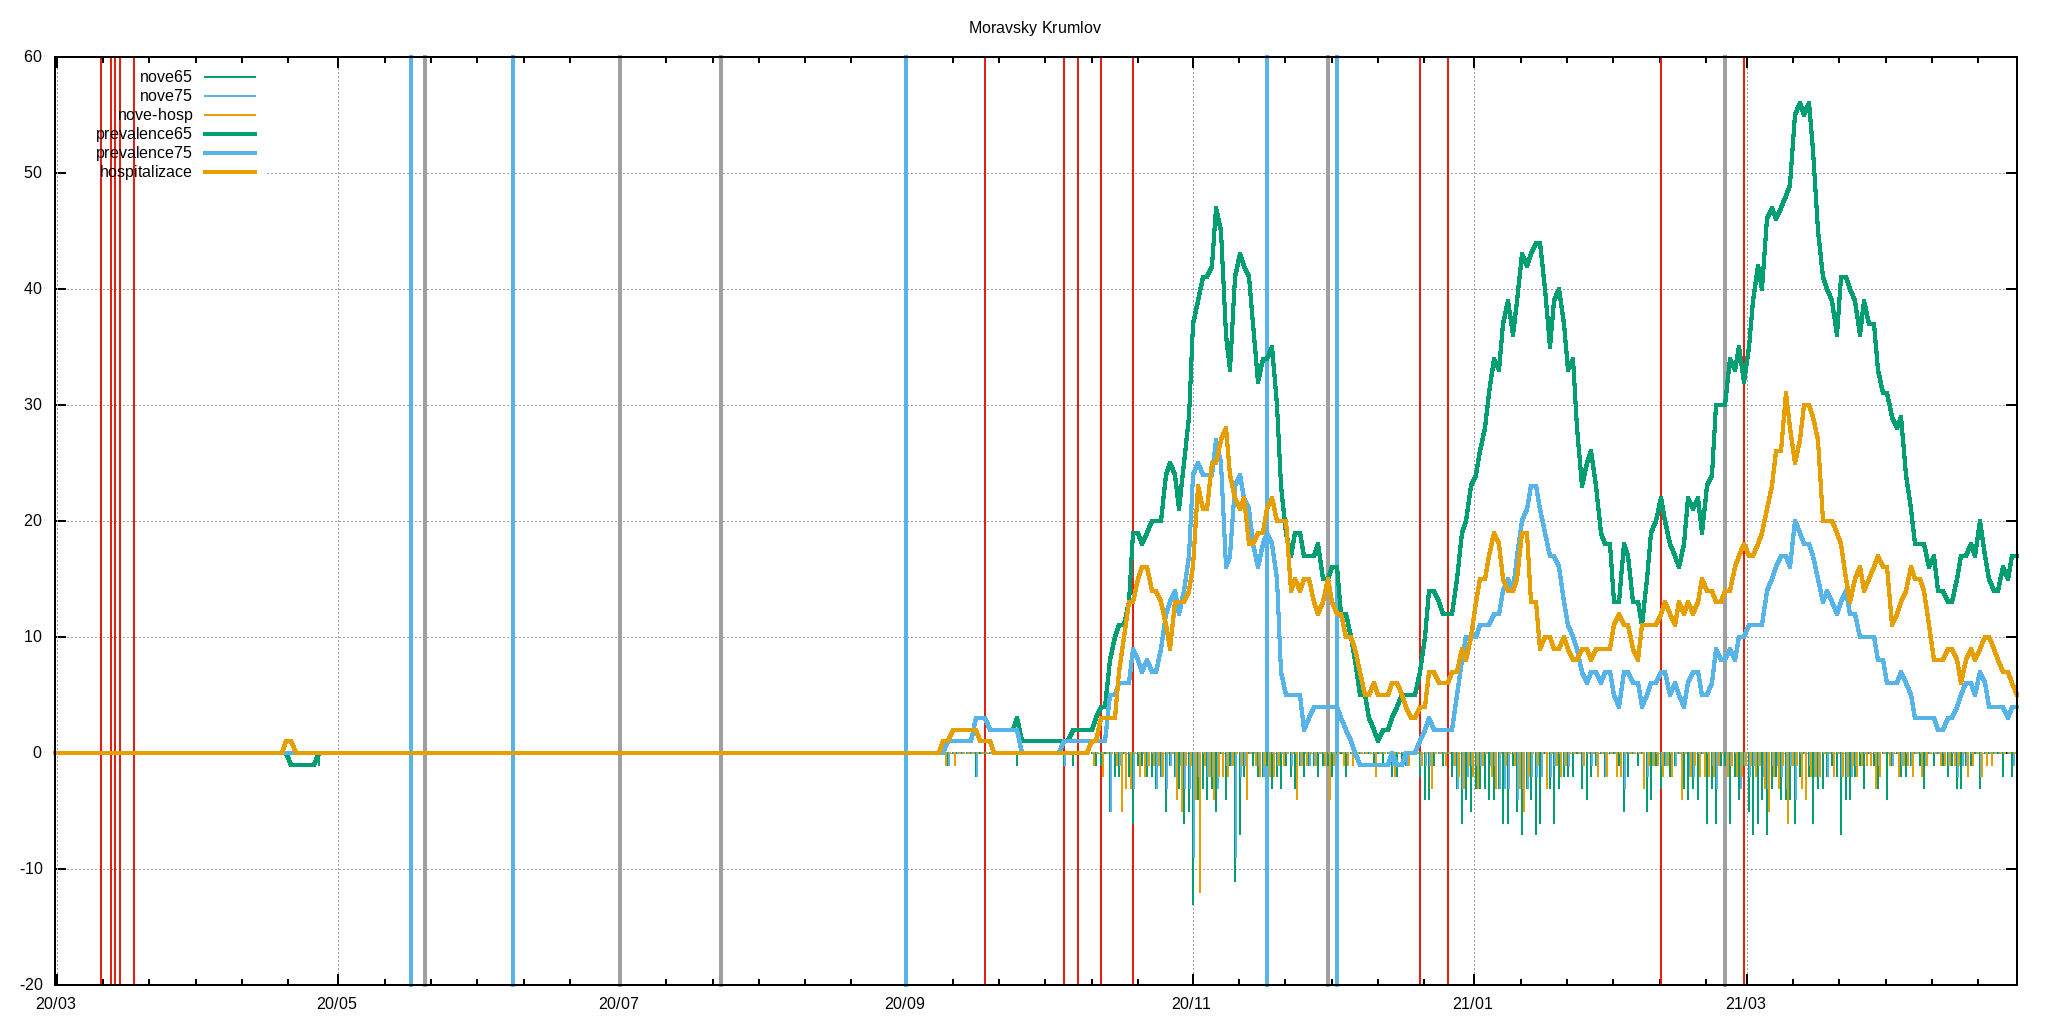 Moravsky Krumlov
60
50
40
30
20
10
0
-10
-20
nove65
nove75
nove-hosp
prevalence65
prevalence75
hospitalizace
20/03 20/05 20/07 20/09 20/11 21/01 21/03